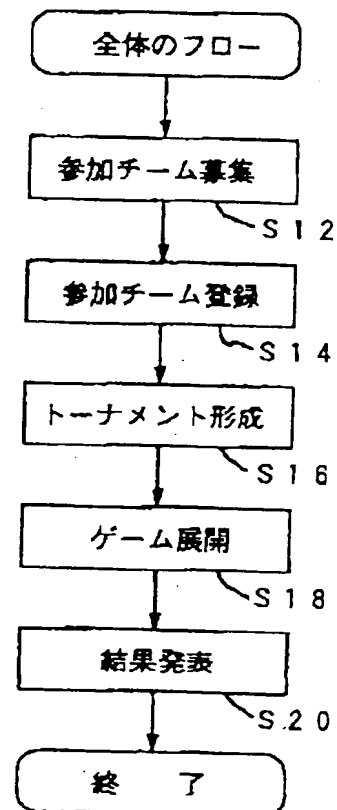 全体のフロー
参加チーム募集
S12
参加チーム登録
S14
トーナメント形成
S16
ゲーム展開
S18
結果発表
S20
終 了